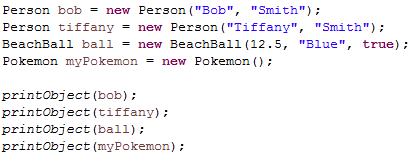 Person bob = new Person("Bob", "Smith");
Person tiffany = new Person("Tiffany", "Smith");
BeachBall ball = new BeachBall(12.5, "Blue", true);
Pokemon myPokemon = new Pokemon();
printObject(bob);
printObject(tiffany);
printObject(ball);
printObject(myPokemon);